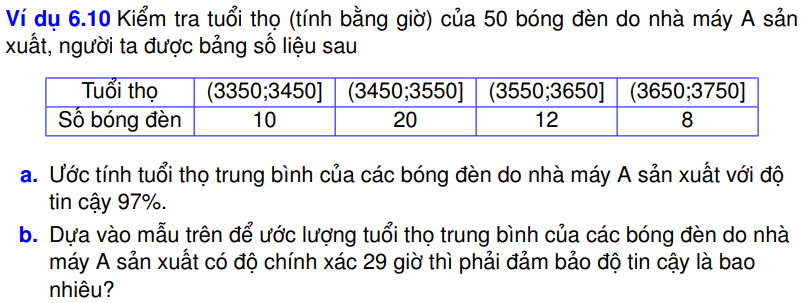 Ví dụ 6.10 Kiểm tra tuổi thọ (tính bằng giờ) của 50 bóng đèn do nhà máy A sản
xuất, người ta được bảng số liệu sau
Tuổi thọ (3350;3450] (3450;3550] (3550;3650] (3650;3750]
Số bóng đèn 10 20 12 8
a. Ước tính tuổi thọ trung bình của các bóng đèn do nhà máy A sản xuất với độ
tin cậy 97%.
b. Dựa vào mẫu trên để ước lượng tuổi thọ trung bình của các bóng đèn do nhà
máy A sản xuất có độ chính xác 29 giờ thì phải đảm bảo độ tin cậy là bao
nhiêu?